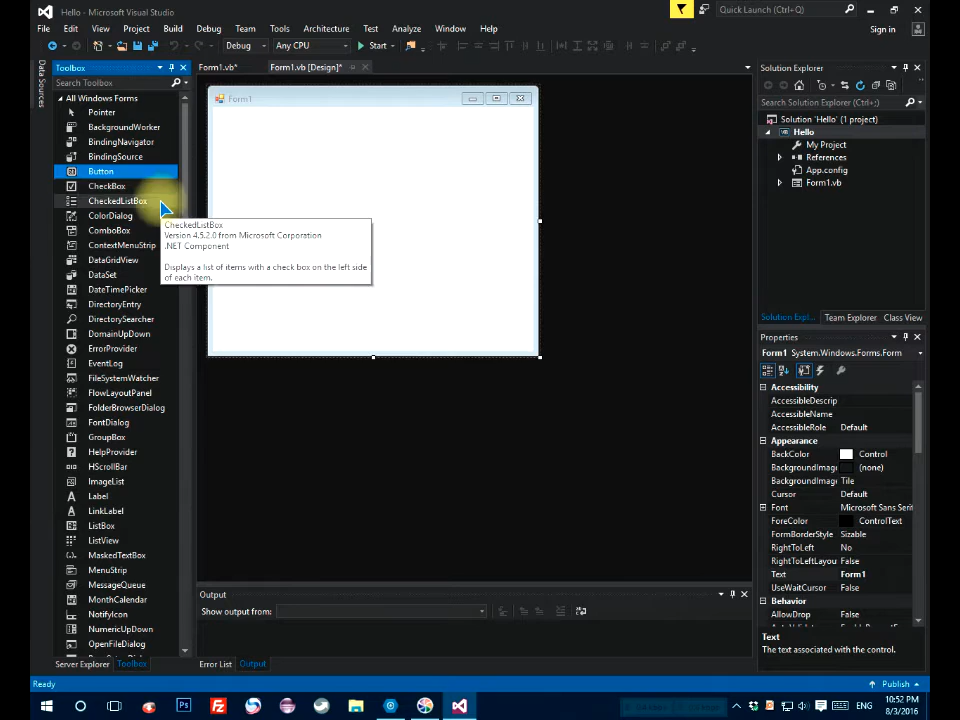 Hello - Microsoft Visual Studio
Quick Launch (Ctrl+Q)
File Edit View Project Build Debug Team Tools Architecture Test Analyze Window Help
Sign in
Debug Any CPU Start
Data Sources
Toolbox
Search Toolbox
All Windows Forms
Pointer
BackgroundWorker
BindingNavigator
BindingSource
Button
CheckBox
CheckedListBox
ColorDialog
ComboBox
ContextMenuStrip
DataGridView
DataSet
DateTimePicker
DirectoryEntry
DirectorySearcher
DomainUpDown
ErrorProvider
EventLog
FileSystemWatcher
FlowLayoutPanel
FolderBrowserDialog
FontDialog
GroupBox
HelpProvider
HScrollBar
ImageList
Label
LinkLabel
ListBox
ListView
MaskedTextBox
MenuStrip
MessageQueue
MonthCalendar
NotifyIcon
NumericUpDown
OpenFileDialog
Server Explorer Toolbox
Form1.vb* Form1.vb [Design]*
Form1
CheckedListBox
Version 4.5.2.0 from Microsoft Corporation
.NET Component
Displays a list of items with a check box on the left side
of each item.
Output
Show output from:
Error List Output
Solution Explorer
Search Solution Explorer (Ctrl+;)
Solution 'Hello' (1 project)
Hello
My Project
References
App.config
Form1.vb
Solution Expl... Team Explorer Class View
Properties
Form1 System.Windows.Forms.Form
Accessibility
AccessibleDescrip
AccessibleName
AccessibleRole Default
Appearance
BackColor Control
BackgroundImag (none)
BackgroundImag Tile
Cursor Default
Font Microsoft Sans Seri
ForeColor ControlText
FormBorderStyle Sizable
RightToLeft No
RightToLeftLayou False
Text Form1
UseWaitCursor False
Behavior
AllowDrop False
Text
The text associated with the control.
Ready
Publish
ENG
10:52 PM
8/3/2016